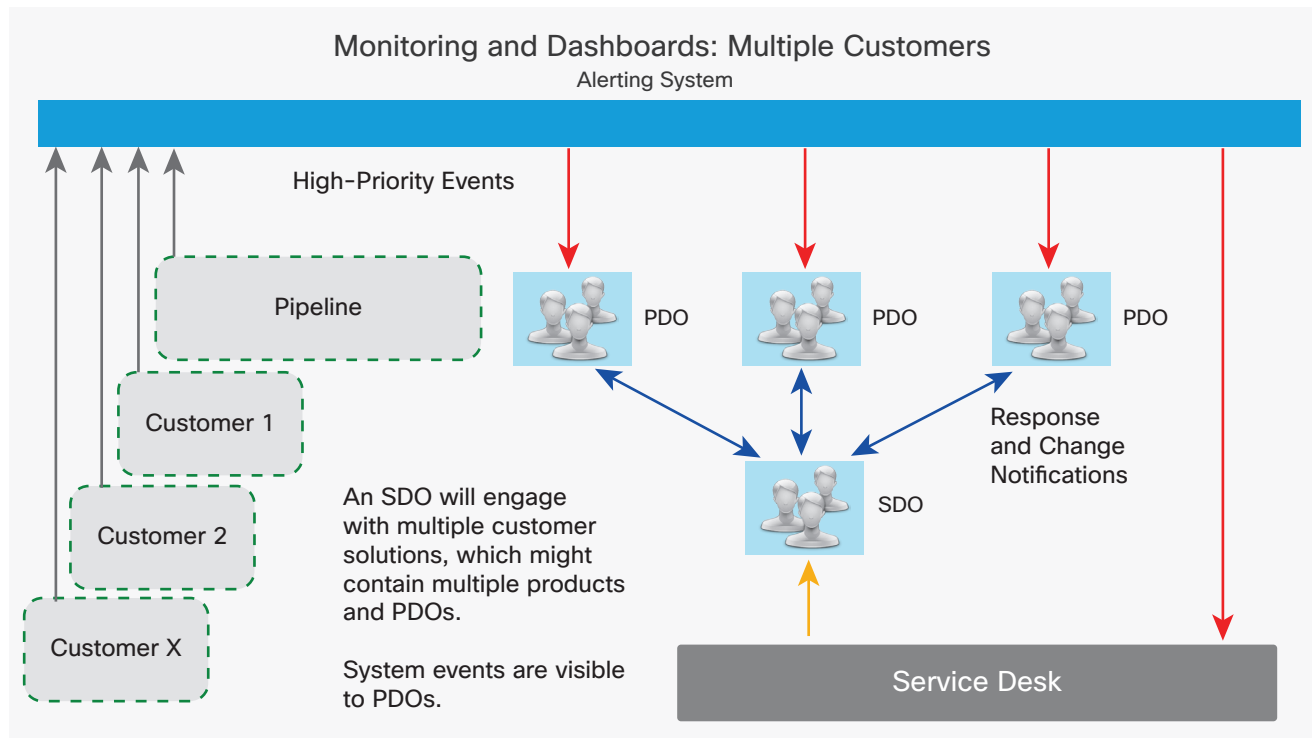 Monitoring and Dashboards: Multiple Customers
Alerting System
High-Priority Events
Pipeline
PDO
PDO
PDO
Customer 1
Response
and Change
Notifications
An SDO will engage
with multiple customer
solutions, which might
contain multiple products
and PDOs.
SDO
Customer 2
System events are visible
to PDOs.
Customer X
Service Desk